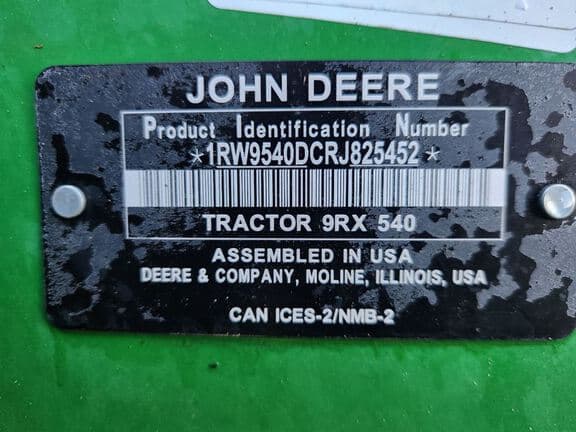 JOHN DEERE
Product Identification Number
*1RW9540DCRJ825452*
TRACTOR 9RX 540
ASSEMBLED IN USA
DEERE & COMPANY, MOLINE, ILLINOIS, USA
CAN ICES-2/NMB-2